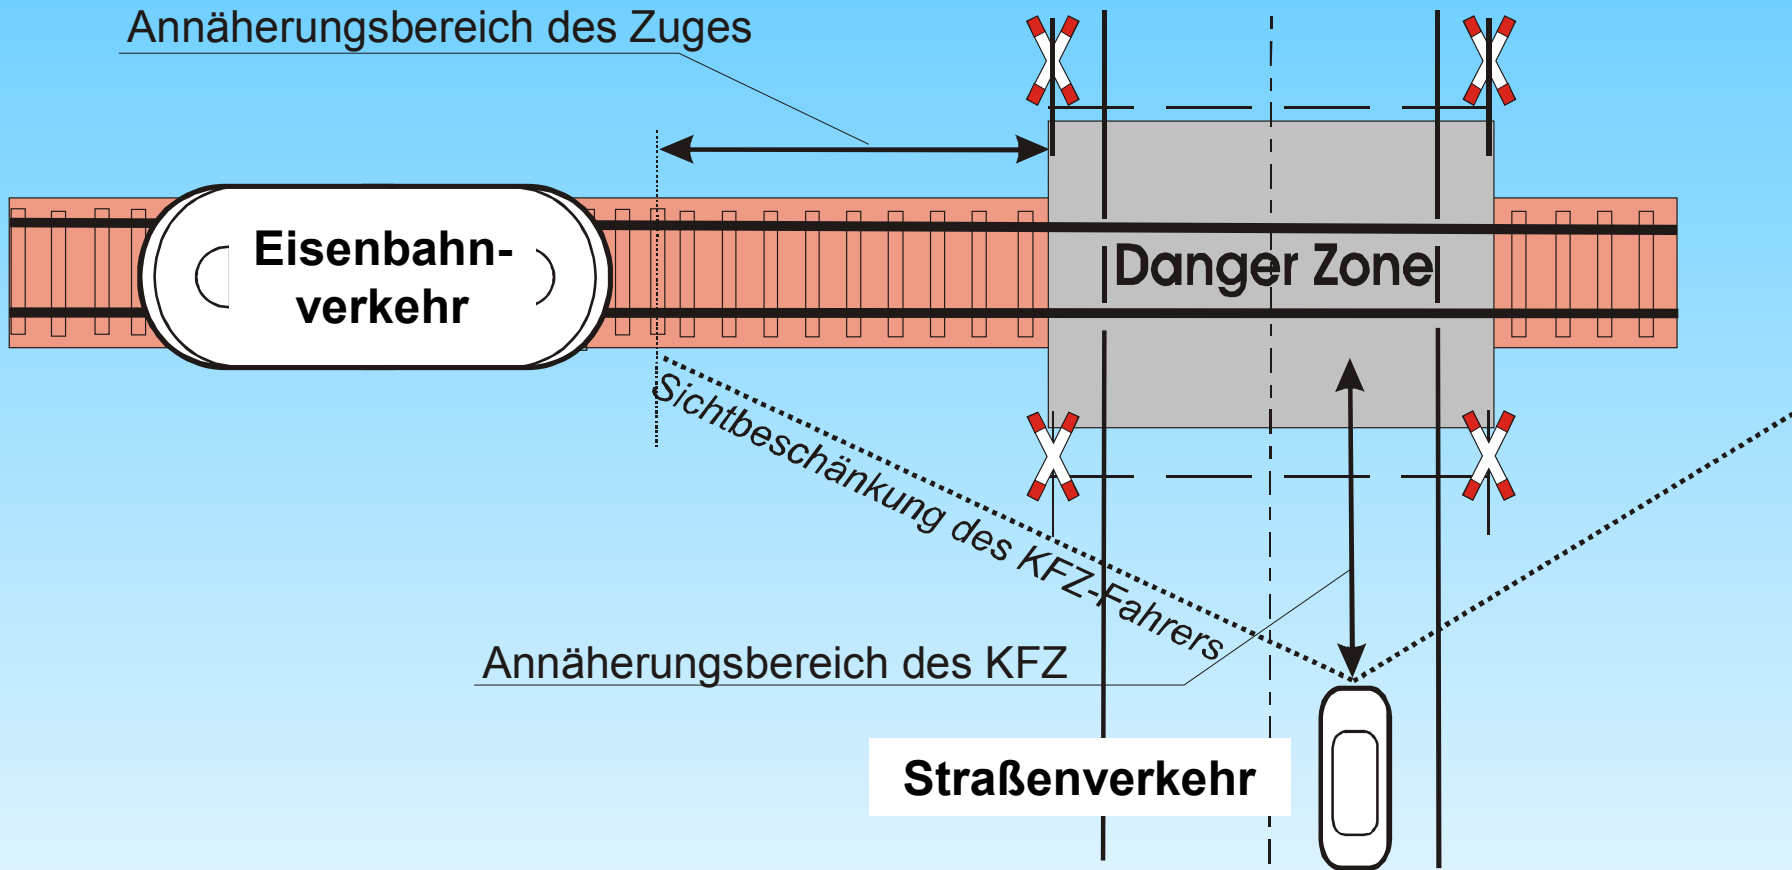 Annäherungsbereich des Zuges
Eisenbahn-
verkehr
Danger Zone
Sichtbeschänkung des KFZ-Fahrers
Annäherungsbereich des KFZ
Straßenverkehr